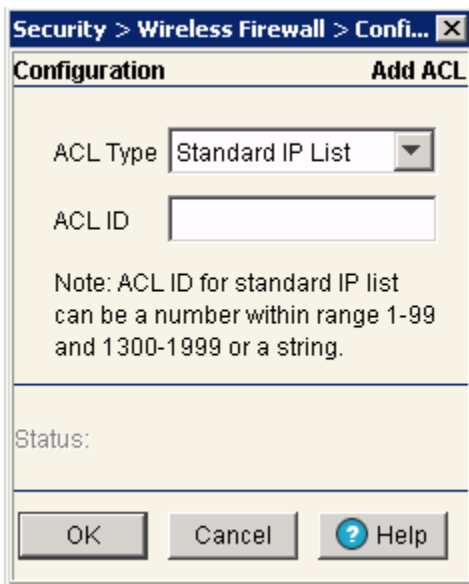 Security > Wireless Firewall > Confi...
Configuration Add ACL
ACL Type Standard IP List
ACL ID
Note: ACL ID for standard IP list
can be a number within range 1-99
and 1300-1999 or a string.
Status:
OK Cancel ? Help